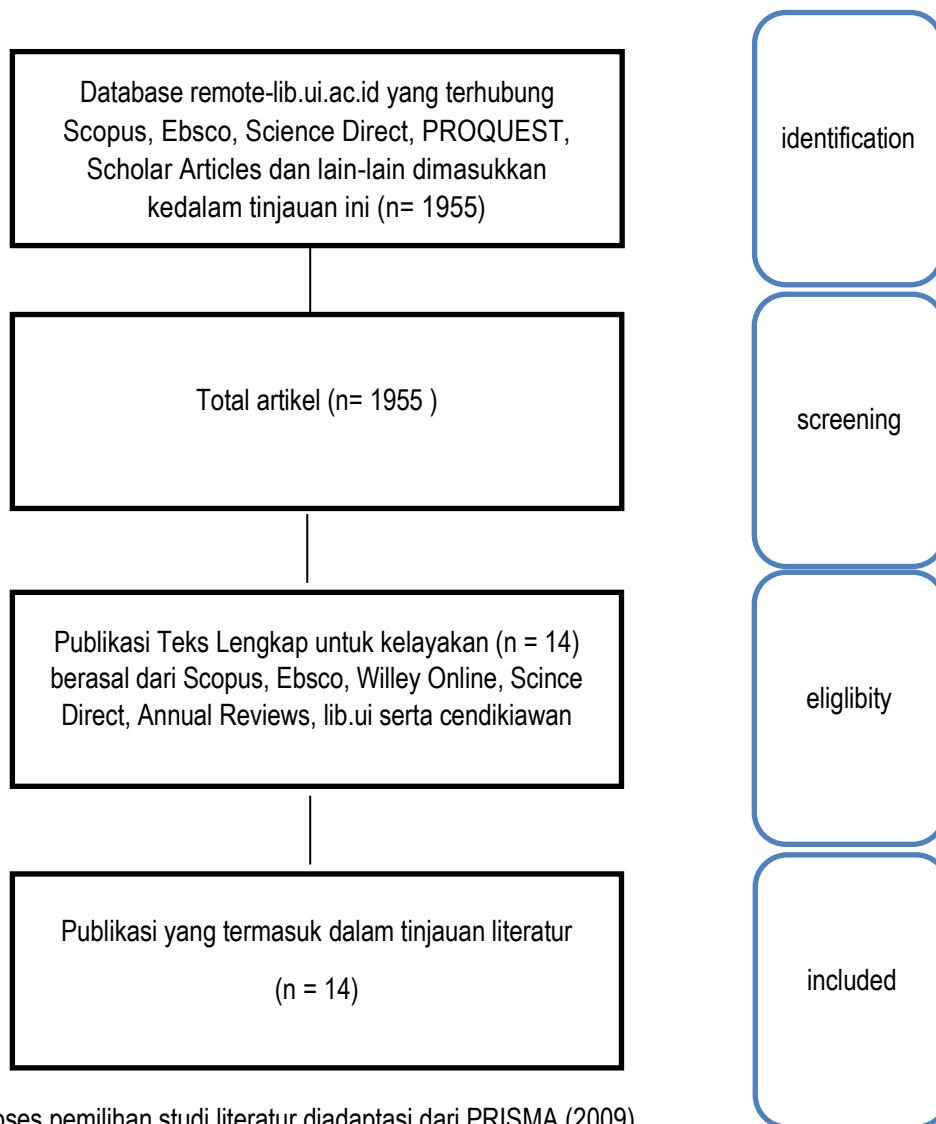 Database remote-lib.ui.ac.id yang terhubung
Scopus, Ebsco, Science Direct, PROQUEST,
Scholar Articles dan lain-lain dimasukkan
kedalam tinjauan ini (n= 1955)
identification
Total artikel (n= 1955 )
screening
Publikasi Teks Lengkap untuk kelayakan (n = 14)
berasal dari Scopus, Ebsco, Willey Online, Scince
Direct, Annual Reviews, lib.ui serta cendikiawan
eliglibity
Publikasi yang termasuk dalam tinjauan literatur
(n = 14)
included
pemilihan studi literatur diadaptasi dari PRISMA (2009)